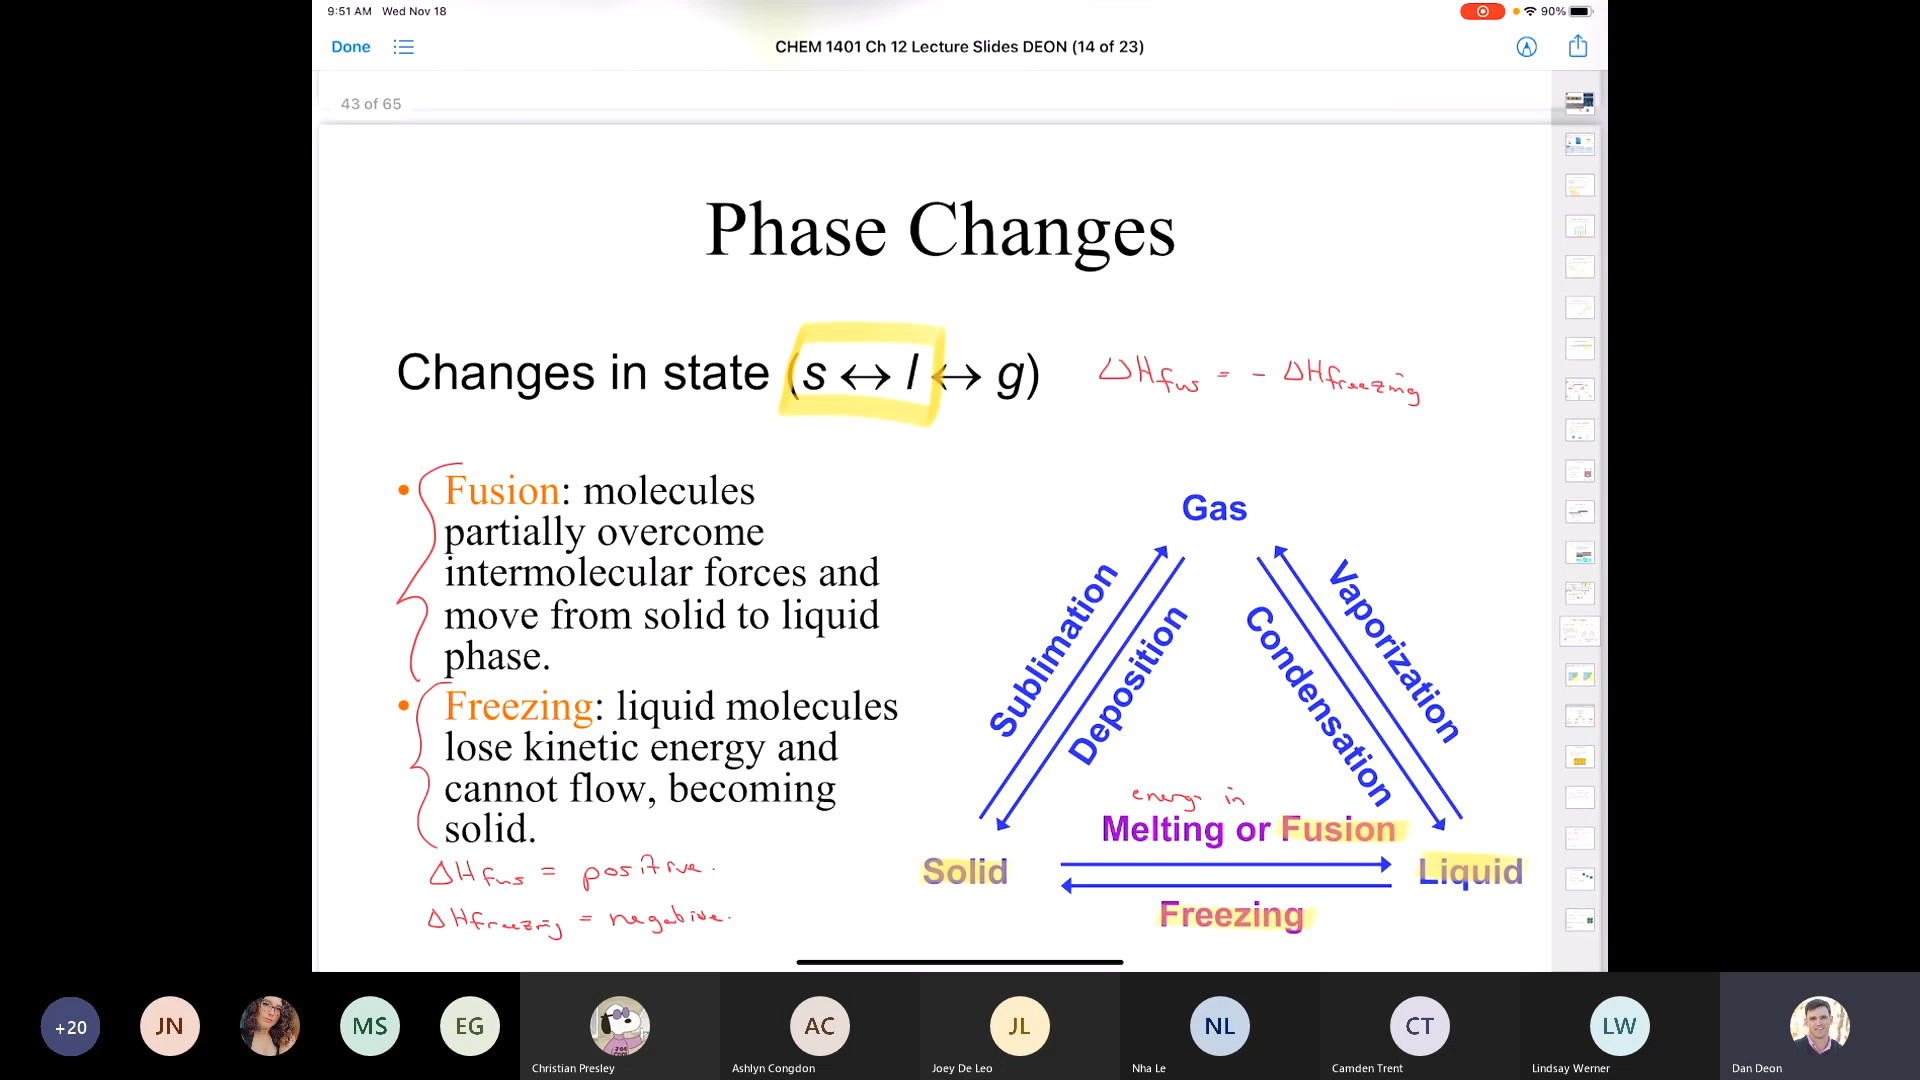 9:51 AM Wed Nov 18
90%
Done
CHEM 1401 Ch 12 Lecture Slides DEON (14 of 23)
43 of 65
Phase Changes
Changes in state (s ↔ l ↔ g)
ΔHfus = - ΔHfreezing
• Fusion: molecules
partially overcome
intermolecular forces and
move from solid to liquid
phase.
• Freezing: liquid molecules
lose kinetic energy and
cannot flow, becoming
solid.
ΔHfus = positive.
ΔHfreezing = negative.
Gas
Sublimation
Deposition
Condensation
Vaporization
energy in
Melting or Fusion
Solid
Liquid
Freezing
+20
JN
MS
EG
AC
JL
NL
CT
LW
Christian Presley
Ashlyn Congdon
Joey De Leo
Nha Le
Camden Trent
Lindsay Werner
Dan Deon